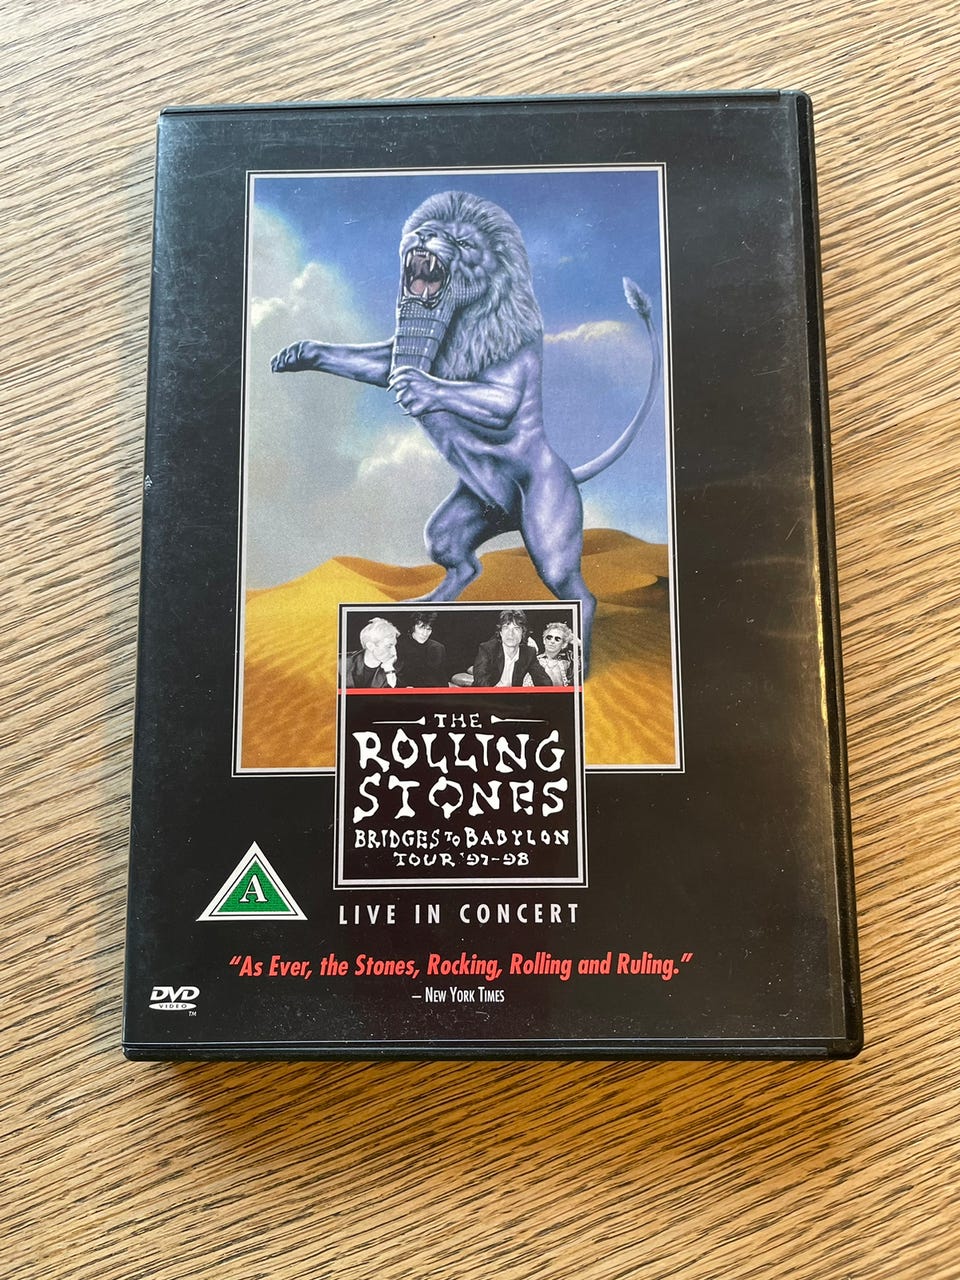 THE
ROLLING
STONES
BRIDGES TO BABYLON
TOUR '97-98
A
LIVE IN CONCERT
“As Ever, the Stones, Rocking, Rolling and Ruling.”
– NEW YORK TIMES
DVD
VIDEO
TM